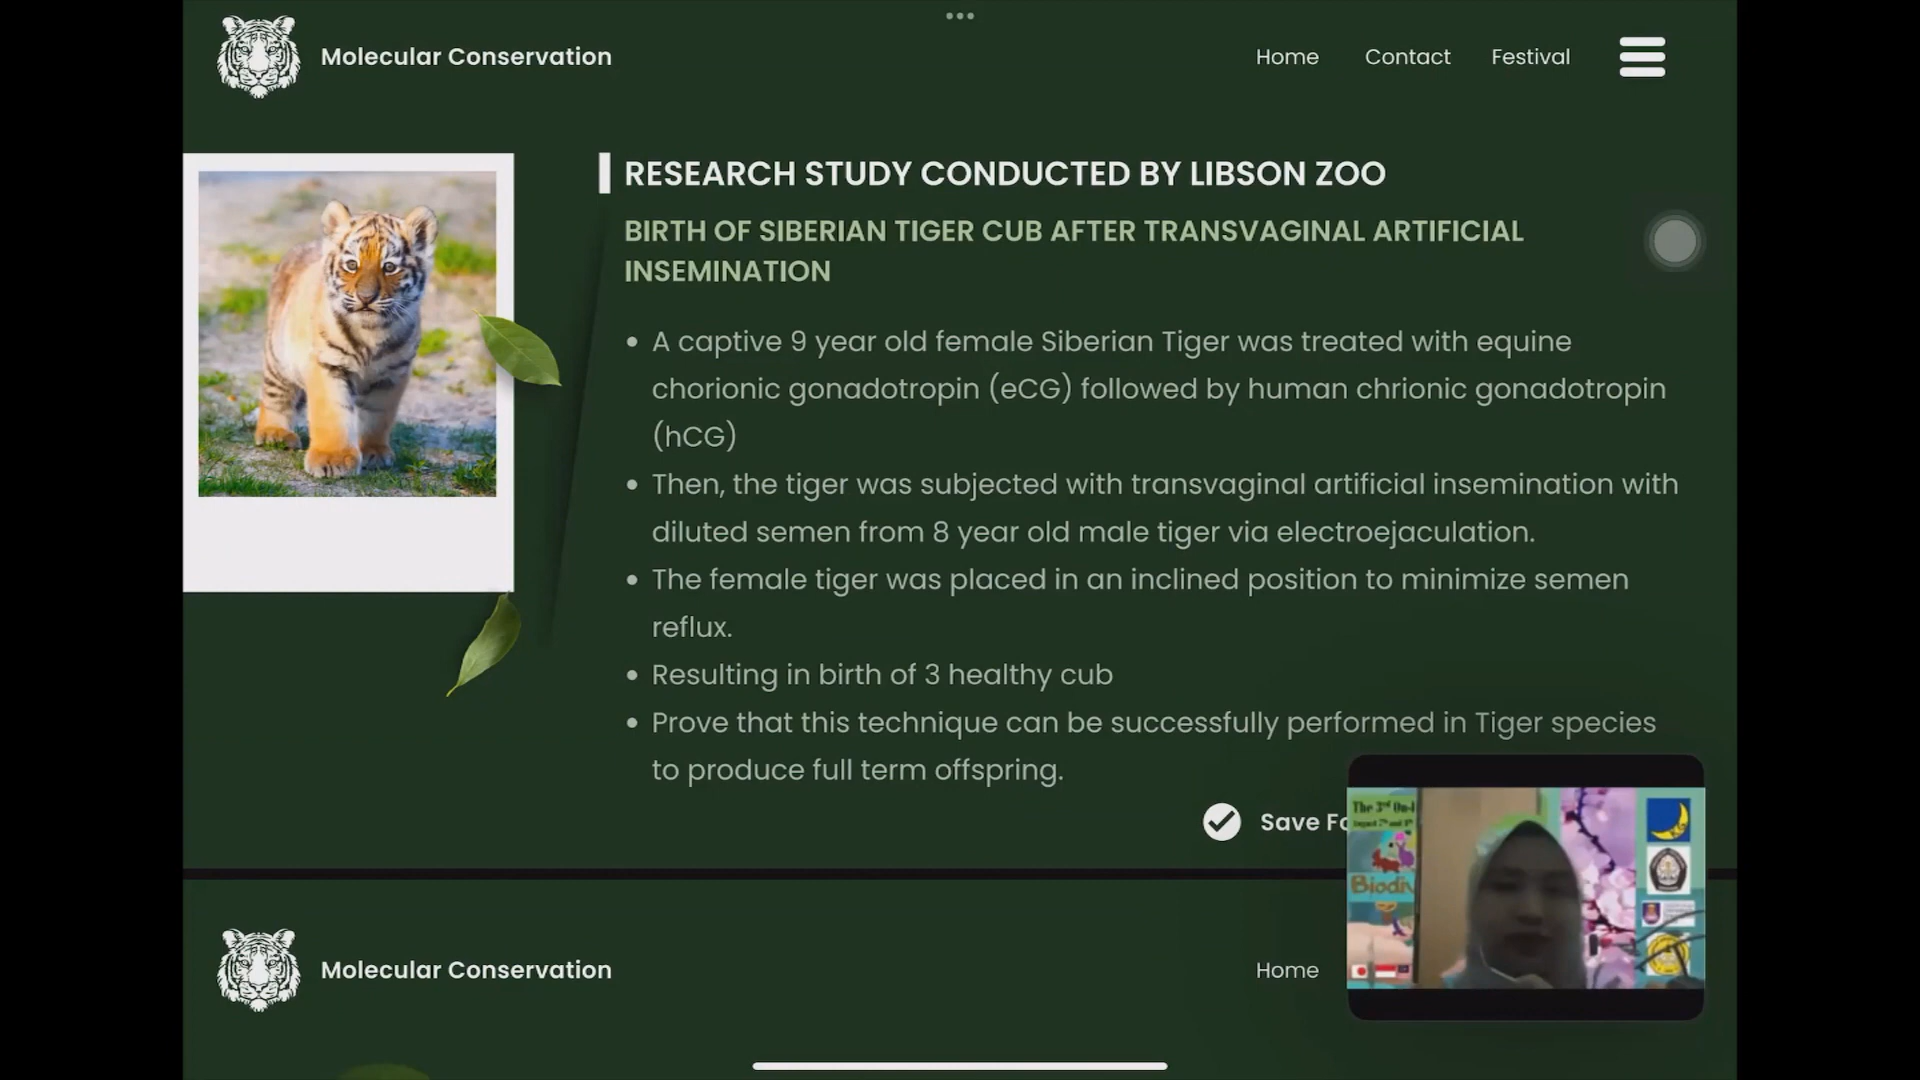 Molecular Conservation
Home Contact Festival
RESEARCH STUDY CONDUCTED BY LIBSON ZOO
BIRTH OF SIBERIAN TIGER CUB AFTER TRANSVAGINAL ARTIFICIAL
INSEMINATION
• A captive 9 year old female Siberian Tiger was treated with equine
chorionic gonadotropin (eCG) followed by human chrionic gonadotropin
(hCG)
• Then, the tiger was subjected with transvaginal artificial insemination with
diluted semen from 8 year old male tiger via electroejaculation.
• The female tiger was placed in an inclined position to minimize semen
reflux.
• Resulting in birth of 3 healthy cub
• Prove that this technique can be successfully performed in Tiger species
to produce full term offspring.
Save Fo
The 3rd On-l
Biodiv
Molecular Conservation
Home